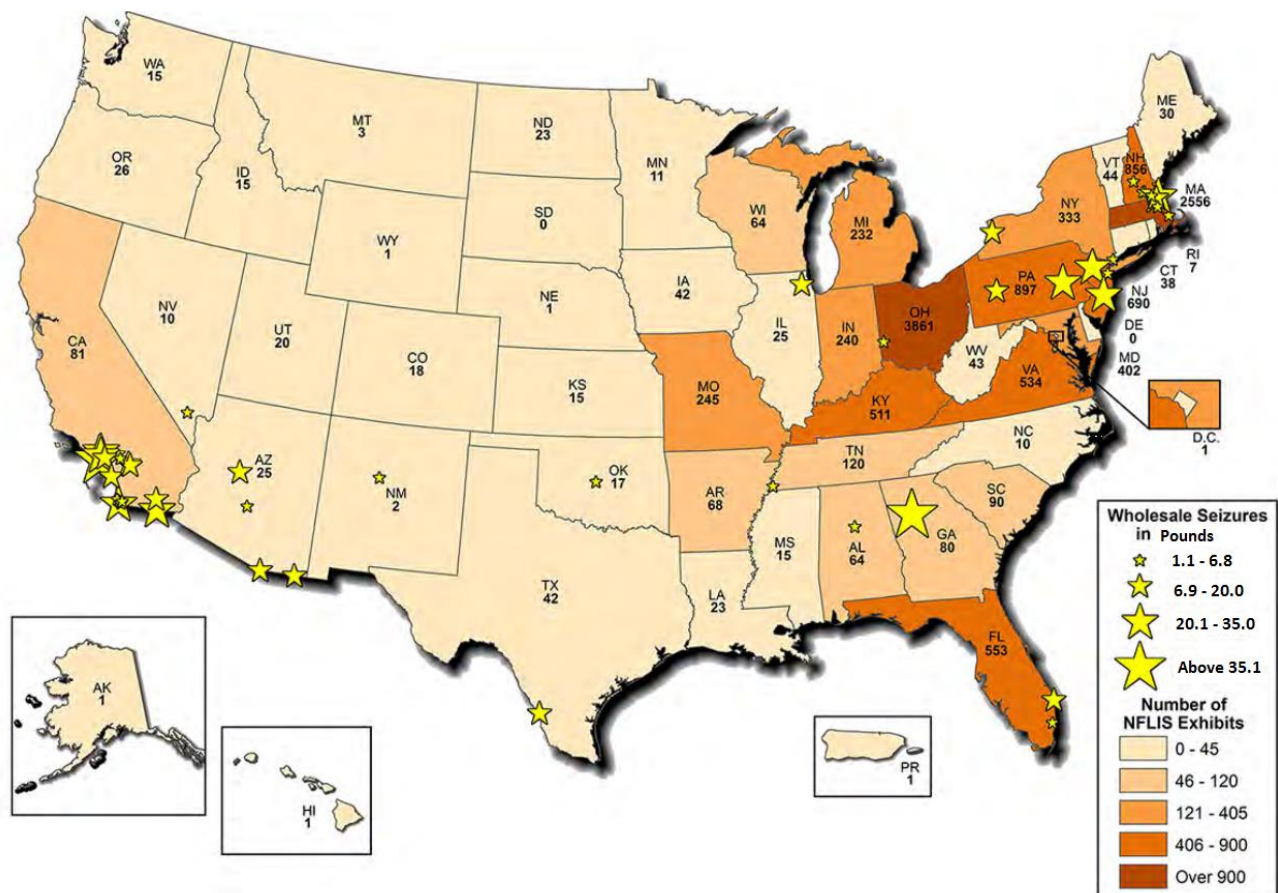 WA
15
MT
3
ND
23
MN
11
ME
30
OR
26
ID
15
VT
44
NH
856
MA
2556
SD
0
WI
64
MI
232
NY
333
WY
1
RI
7
CT
38
IA
42
PA
897
NJ
690
NE
1
NV
10
UT
20
IL
25
IN
240
OH
3861
DE
0
CA
81
CO
18
WV
43
MD
402
KS
15
MO
245
KY
511
VA
534
D.C.
1
NC
10
TN
120
AZ
25
NM
2
OK
17
AR
68
SC
90
MS
15
AL
64
GA
80
TX
42
LA
23
FL
553
AK
1
HI
1
PR
1
Wholesale Seizures
in Pounds
1.1 - 6.8
6.9 - 20.0
20.1 - 35.0
Above 35.1
Number of
NFLIS Exhibits
0 - 45
46 - 120
121 - 405
406 - 900
Over 900